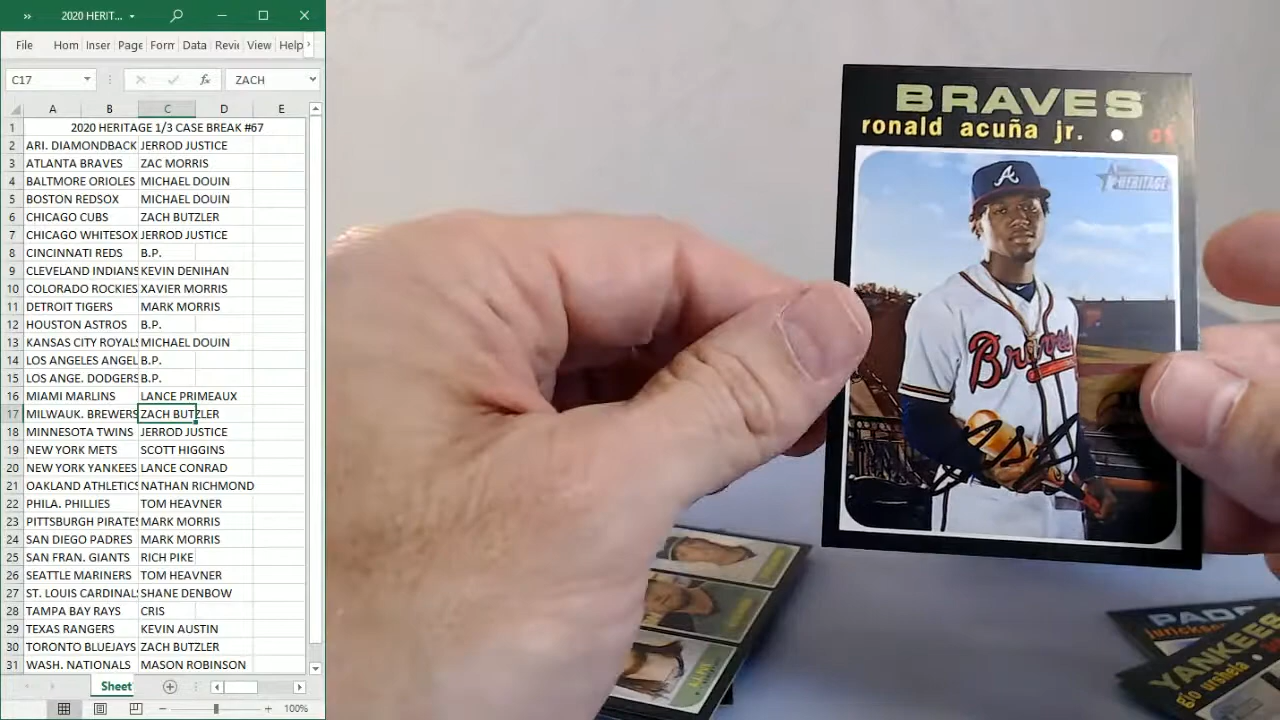 2020 HERIT...
File Hom Inser Page Form Data Revie View Help
C17 fx ZACH
A B C D E
1 2020 HERITAGE 1/3 CASE BREAK #67
2 ARI. DIAMONDBACK JERROD JUSTICE
3 ATLANTA BRAVES ZAC MORRIS
4 BALTMORE ORIOLES MICHAEL DOUIN
5 BOSTON REDSOX MICHAEL DOUIN
6 CHICAGO CUBS ZACH BUTZLER
7 CHICAGO WHITESOX JERROD JUSTICE
8 CINCINNATI REDS B.P.
9 CLEVELAND INDIANS KEVIN DENIHAN
10 COLORADO ROCKIES XAVIER MORRIS
11 DETROIT TIGERS MARK MORRIS
12 HOUSTON ASTROS B.P.
13 KANSAS CITY ROYAL MICHAEL DOUIN
14 LOS ANGELES ANGEL B.P.
15 LOS ANGE. DODGERS B.P.
16 MIAMI MARLINS LANCE PRIMEAUX
17 MILWAUK. BREWERS ZACH BUTZLER
18 MINNESOTA TWINS JERROD JUSTICE
19 NEW YORK METS SCOTT HIGGINS
20 NEW YORK YANKEES LANCE CONRAD
21 OAKLAND ATHLETICS NATHAN RICHMOND
22 PHILA. PHILLIES TOM HEAVNER
23 PITTSBURGH PIRATE MARK MORRIS
24 SAN DIEGO PADRES MARK MORRIS
25 SAN FRAN. GIANTS RICH PIKE
26 SEATTLE MARINERS TOM HEAVNER
27 ST. LOUIS CARDINAL SHANE DENBOW
28 TAMPA BAY RAYS CRIS
29 TEXAS RANGERS KEVIN AUSTIN
30 TORONTO BLUEJAYS ZACH BUTZLER
31 WASH. NATIONALS MASON ROBINSON
Sheet
100%
BRAVES
ronald acuña jr. •
HERITAGE
Braves
PAD
YANKEES
gio urshela •